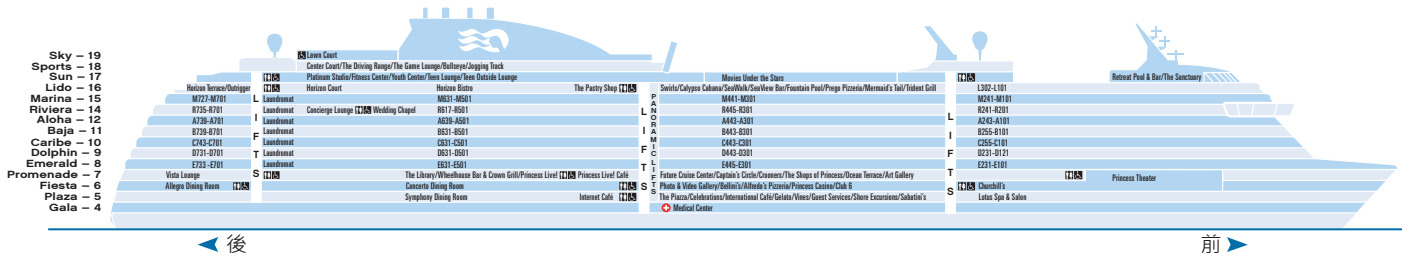 Sky – 19 Lawn Court
Sports – 18 Center Court/The Driving Range/The Game Lounge/Bullseye/Jogging Track
Sun – 17 Platinum Studio/Fitness Center/Youth Center/Teen Lounge/Teen Outside Lounge Movies Under the Stars Retreat Pool & Bar/The Sanctuary
Lido – 16 Horizon Terrace/Outrigger Horizon Court Horizon Bistro The Pastry Shop Swirls/Calypso Cabana/SeaWalk/SeaView Bar/Fountain Pool/Prego Pizzeria/Mermaid's Tail/Trident Grill L302-L101
Marina – 15 M727-M701 Laundromat M631-M501 M441-M301 M241-M101
Riviera – 14 R735-R701 Laundromat Concierge Lounge Wedding Chapel R617-R501 R445-R301 R241-R201
Aloha – 12 A739-A701 Laundromat A639-A501 A443-A301 A243-A101
Baja – 11 B739-B701 Laundromat B631-B501 B443-B301 B255-B101
Caribe – 10 C743-C701 Laundromat C631-C501 C443-C301 C255-C101
Dolphin – 9 D731-D701 Laundromat D631-D501 D443-D301 D231-D121
Emerald – 8 E733 -E701 Laundromat E631-E501 E445-E301 E231-E101
Promenade – 7 Vista Lounge The Library/Wheelhouse Bar & Crown Grill/Princess Live! Princess Live! Café Future Cruise Center/Captain's Circle/Crooners/The Shops of Princess/Ocean Terrace/Art Gallery Princess Theater
Fiesta – 6 Allegro Dining Room Concerto Dining Room Photo & Video Gallery/Bellini's/Alfredo's Pizzeria/Princess Casino/Club 6 Churchill's
Plaza – 5 Symphony Dining Room Internet Café The Piazza/Celebrations/International Café/Gelato/Vines/Guest Services/Shore Excursions/Sabatini's Lotus Spa & Salon
Gala – 4 Medical Center
LIFTS
LIFTS
PANORAMIC LIFTS
LIFTS
後
前